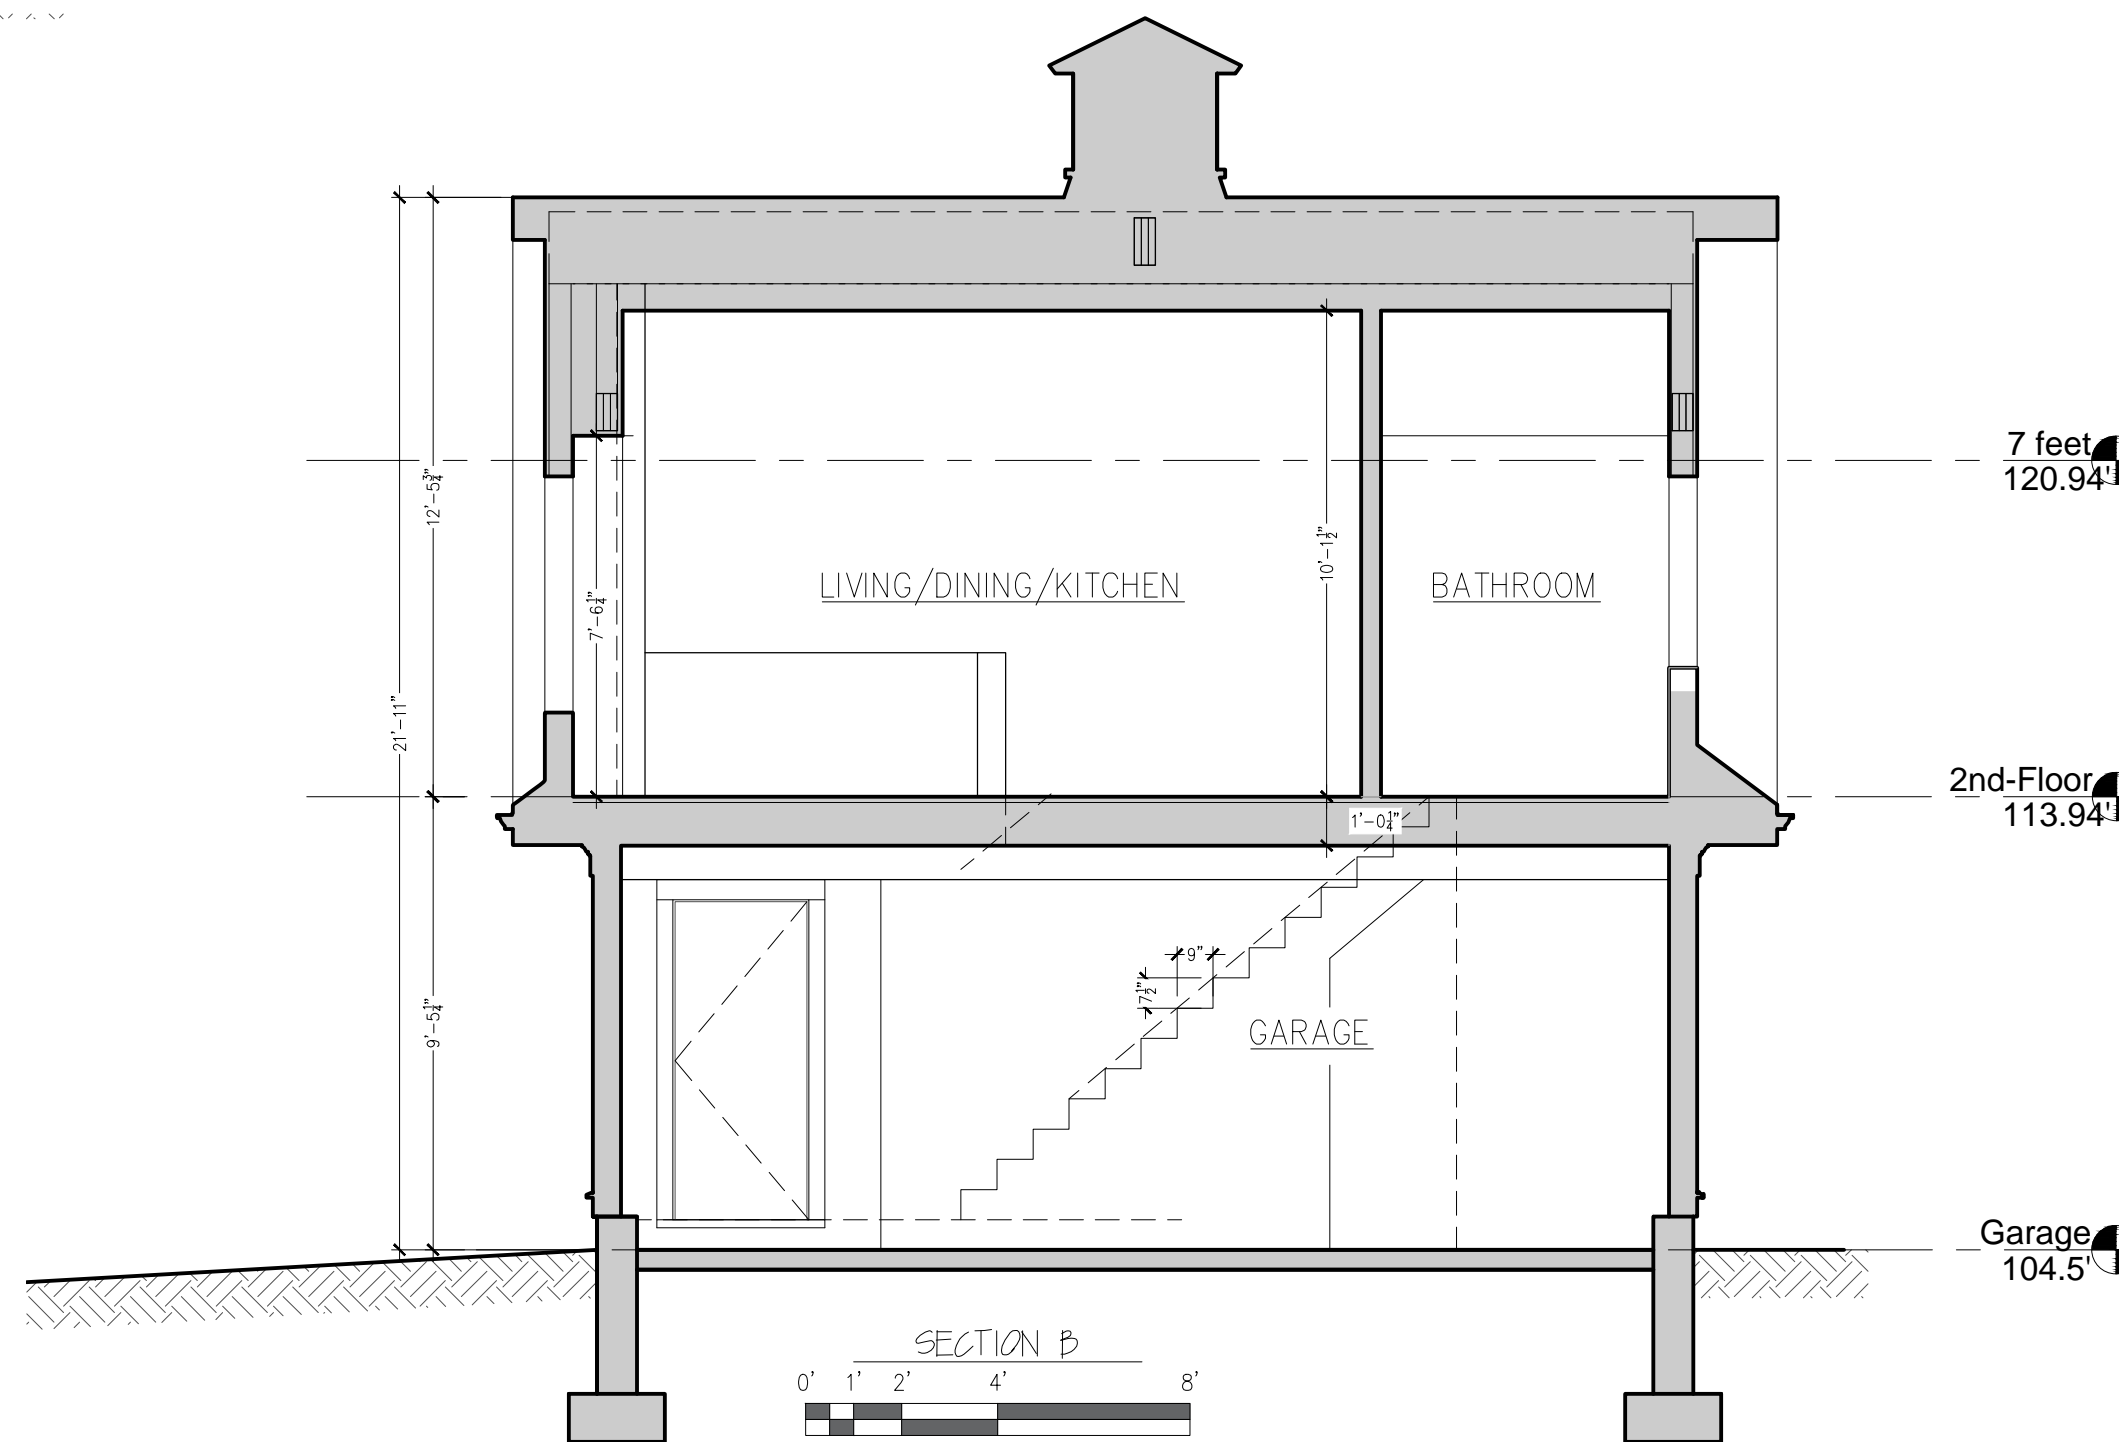 7 feet
120.94'
12'-5¾"
10'-1½"
LIVING/DINING/KITCHEN
BATHROOM
7'-6¼"
21'-11"
2nd-Floor
113.94'
1'-0¼"
9"
7½"
9'-5¼"
GARAGE
Garage
104.5'
SECTION B
0' 1' 2' 4' 8'